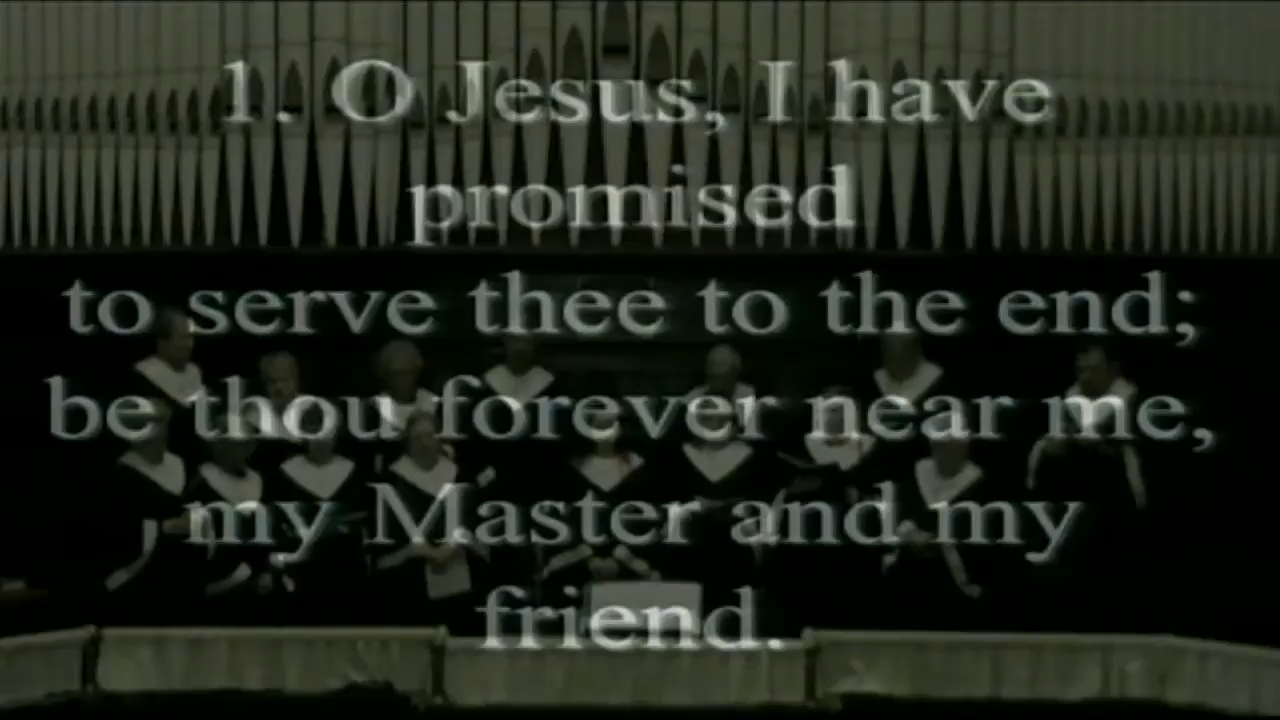 1. O Jesus, I have
promised
to serve thee to the end;
be thou forever near me,
my Master and my
friend.